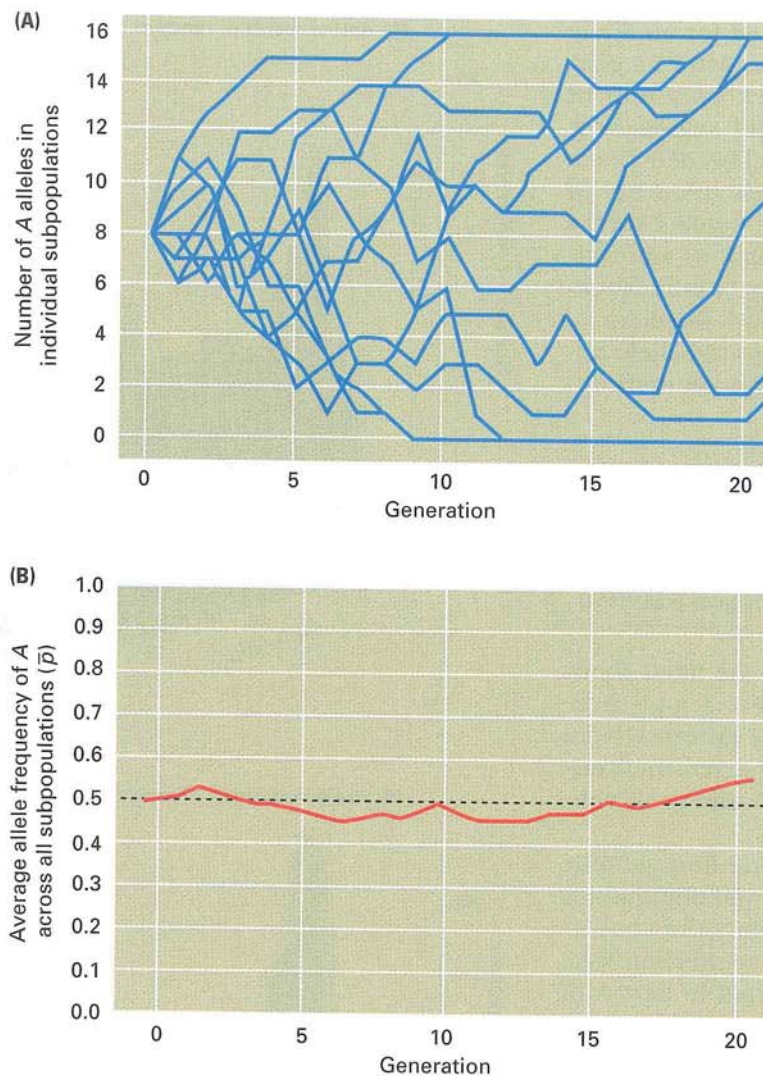 (A)
Number of A alleles in
individual subpopulations
16
14
12
10
8
6
4
2
0
0 5 10 15 20
Generation
(B)
Average allele frequency of A
across all subpopulations (p̅)
1.0
0.9
0.8
0.7
0.6
0.5
0.4
0.3
0.2
0.1
0.0
0 5 10 15 20
Generation